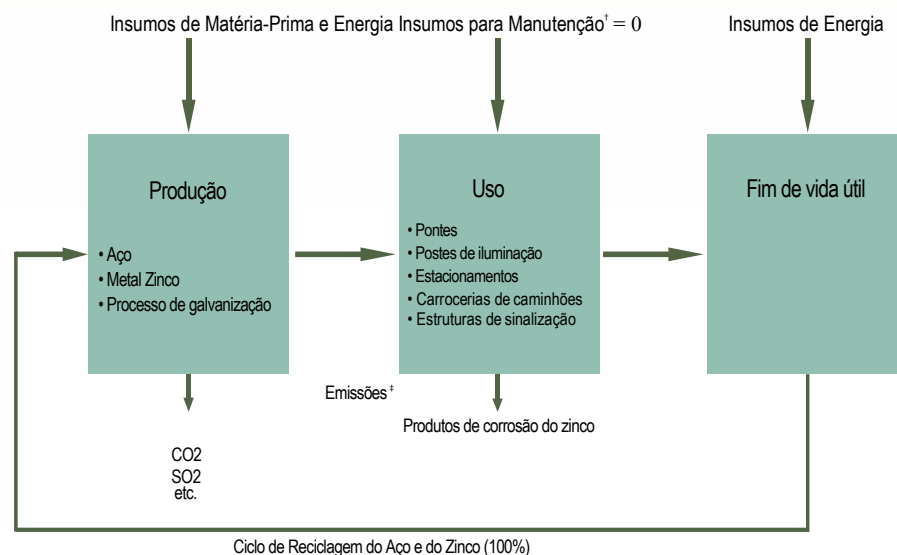 Insumos de Matéria-Prima e Energia
Insumos para Manutenção† = 0
Insumos de Energia
Produção
• Aço
• Metal Zinco
• Processo de galvanização
Uso
• Pontes
• Postes de iluminação
• Estacionamentos
• Carrocerias de caminhões
• Estruturas de sinalização
Fim de vida útil
Emissões‡
CO2
SO2
etc.
Produtos de corrosão do zinco
Ciclo de Reciclagem do Aço e do Zinco (100%)